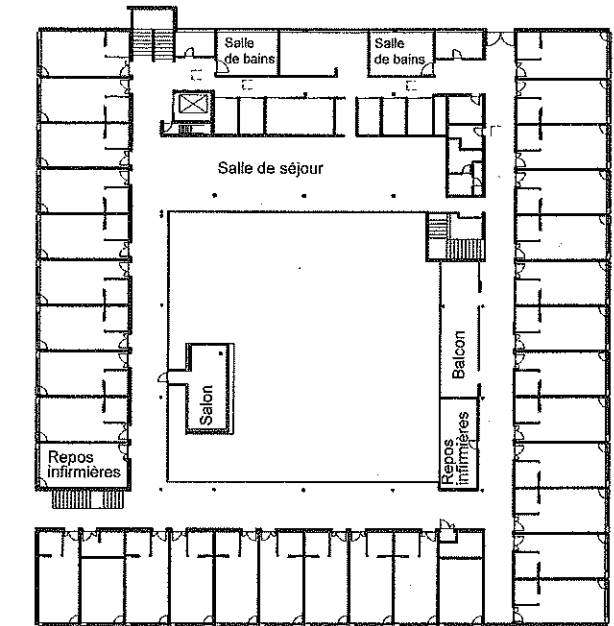 Salle
de bains
Salle
de bains
Salle de séjour
Balcon
Salon
Repos
infirmières
Repos
infirmières